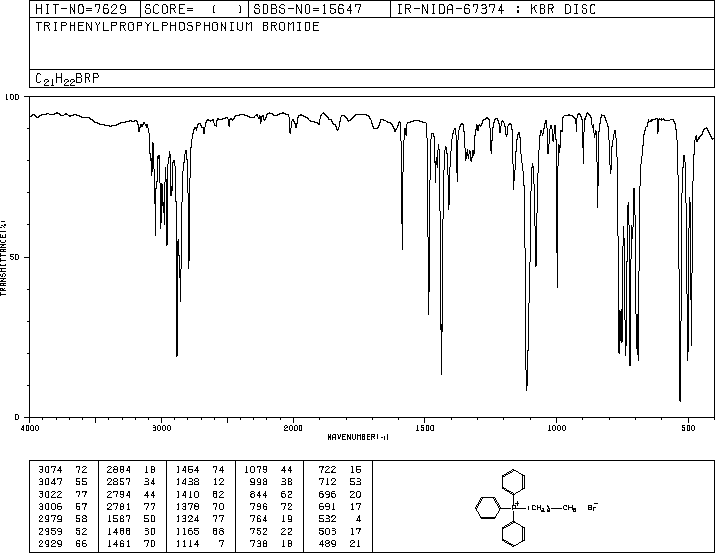 HIT-NO=7629 SCORE= ( ) SDBS-NO=15647 IR-NIDA-67374 : KBR DISC
TRIPHENYLPROPYLPHOSPHONIUM BROMIDE
C21H22BRP
100
50
0
TRANSMITTANCE(%)
4000 3000 2000 1500 1000 500
WAVENUMBER(-1)
3074 72 2884 18 1464 74 1079 44 722 16
3047 55 2857 34 1438 12 998 38 712 53
3022 77 2794 44 1410 82 844 62 696 20
3006 67 2781 77 1378 70 796 72 691 17
2979 58 1587 50 1324 77 764 19 532 4
2959 52 1488 30 1165 68 752 22 503 17
2929 66 1461 70 1114 7 738 18 489 21
Br−